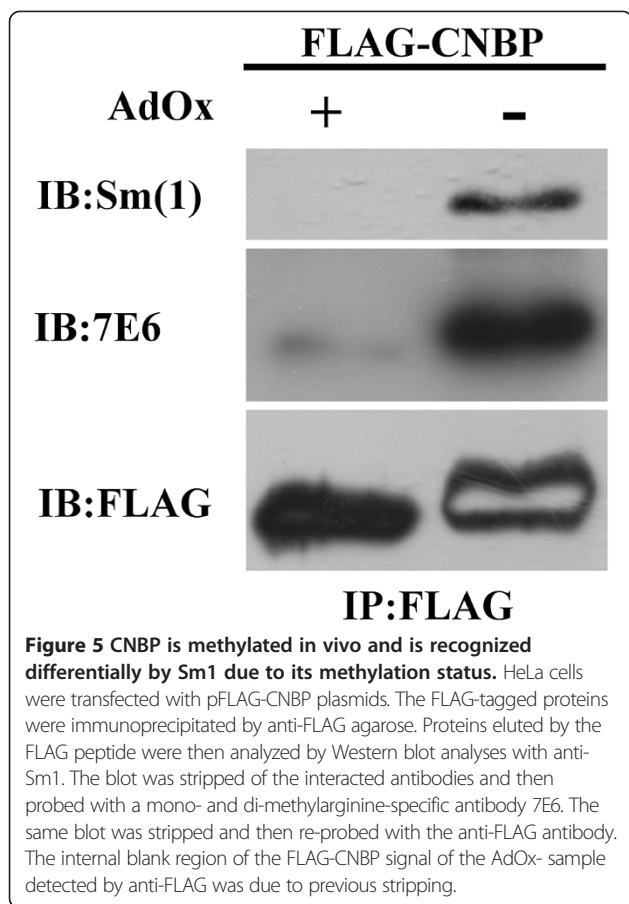 FLAG-CNBP
AdOx + -
IB:Sm(1)
IB:7E6
IB:FLAG
IP:FLAG
Figure 5 CNBP is methylated in vivo and is recognized
differentially by Sm1 due to its methylation status. HeLa cells
were transfected with pFLAG-CNBP plasmids. The FLAG-tagged proteins
were immunoprecipitated by anti-FLAG agarose. Proteins eluted by the
FLAG peptide were then analyzed by Western blot analyses with anti-
Sm1. The blot was stripped of the interacted antibodies and then
probed with a mono- and di-methylarginine-specific antibody 7E6. The
same blot was stripped and then re-probed with the anti-FLAG antibody.
The internal blank region of the FLAG-CNBP signal of the AdOx- sample
detected by anti-FLAG was due to previous stripping.